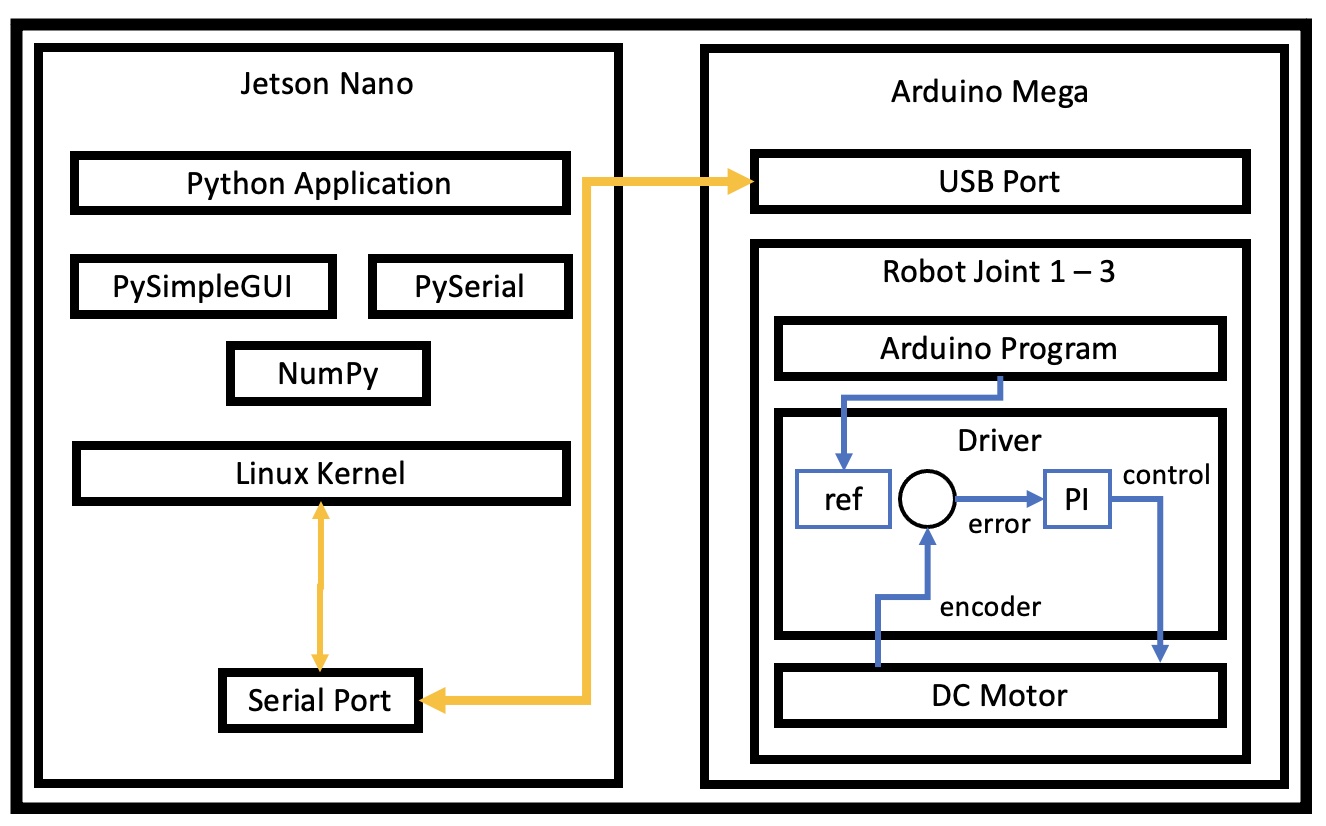 Jetson Nano
Python Application
PySimpleGUI
PySerial
NumPy
Linux Kernel
Serial Port
Arduino Mega
USB Port
Robot Joint 1 – 3
Arduino Program
Driver
control
ref
PI
error
encoder
DC Motor